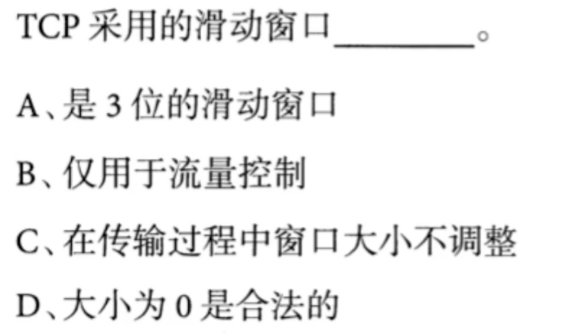 TCP 采用的滑动窗口________。
A、是 3 位的滑动窗口
B、仅用于流量控制
C、在传输过程中窗口大小不调整
D、大小为 0 是合法的